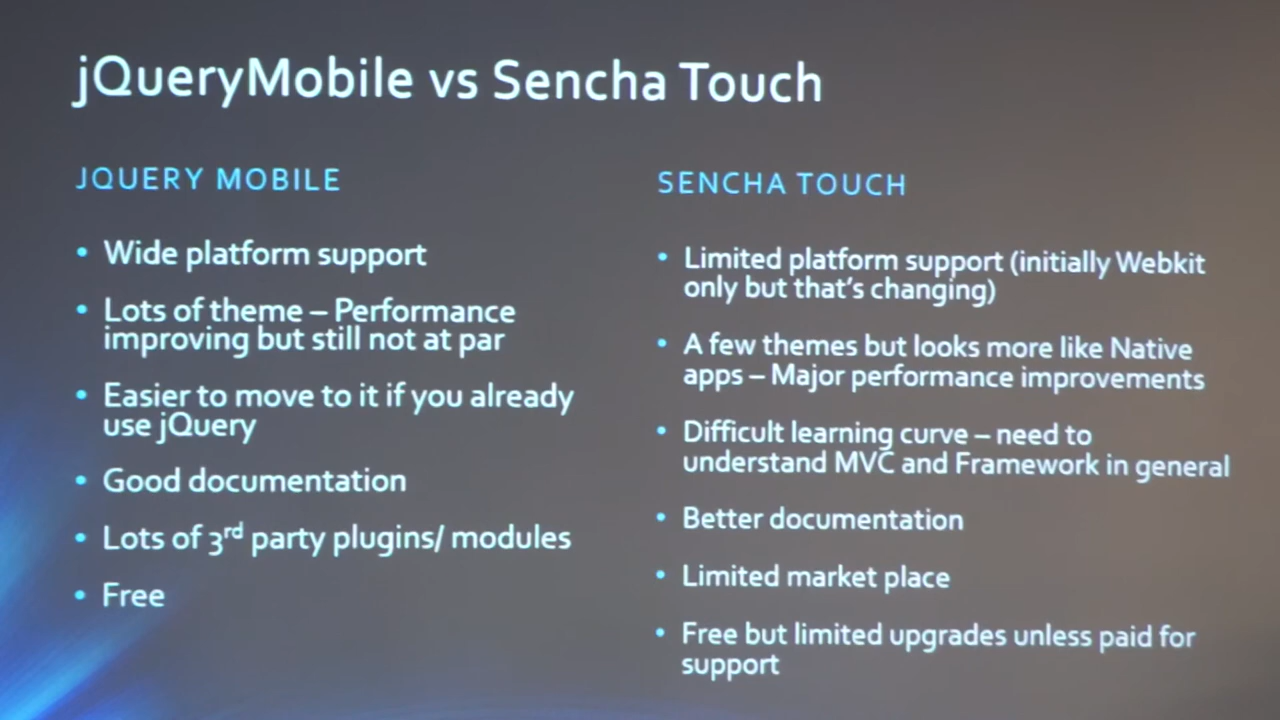 jQueryMobile vs Sencha Touch
JQUERY MOBILE
• Wide platform support
• Lots of theme – Performance
improving but still not at par
• Easier to move to it if you already
use jQuery
• Good documentation
• Lots of 3rd party plugins/ modules
• Free
SENCHA TOUCH
• Limited platform support (initially Webkit
only but that's changing)
• A few themes but looks more like Native
apps – Major performance improvements
• Difficult learning curve – need to
understand MVC and Framework in general
• Better documentation
• Limited market place
• Free but limited upgrades unless paid for
support